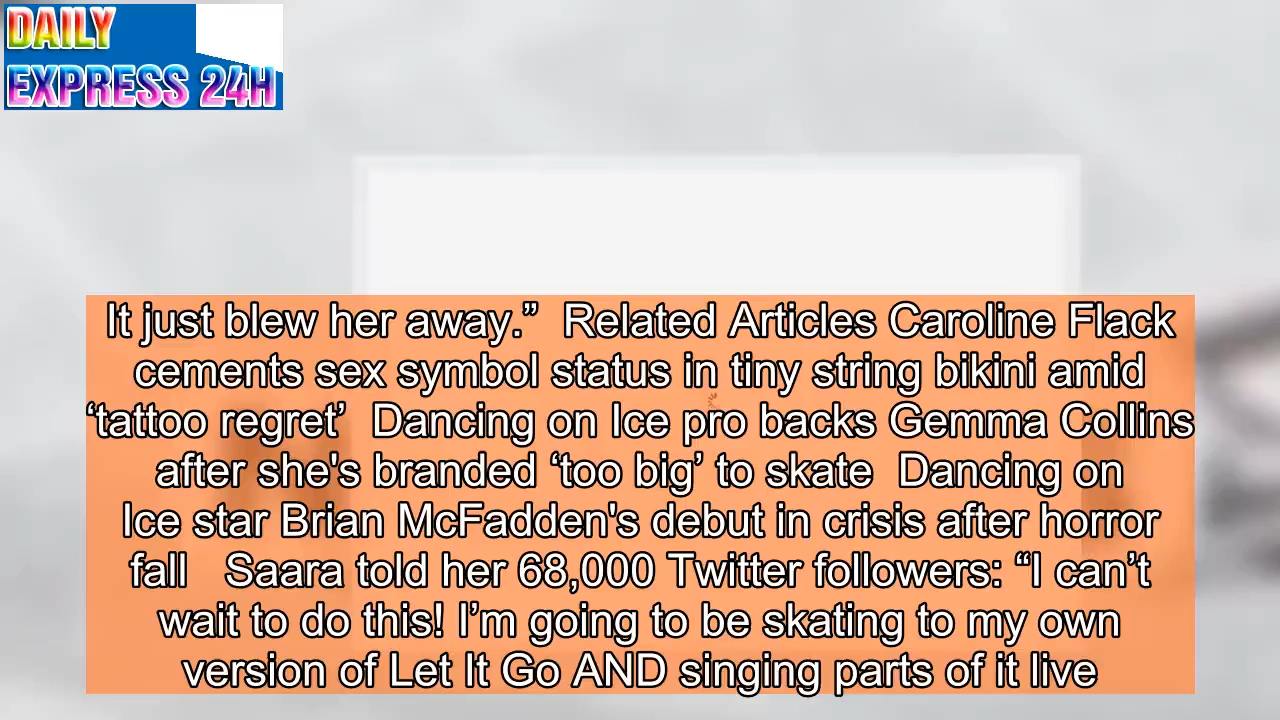 DAILY
EXPRESS 24H
It just blew her away.”  Related Articles Caroline Flack
cements sex symbol status in tiny string bikini amid
‘tattoo regret’  Dancing on Ice pro backs Gemma Collins
after she's branded ‘too big’ to skate  Dancing on
Ice star Brian McFadden's debut in crisis after horror
fall   Saara told her 68,000 Twitter followers: “I can’t
wait to do this! I’m going to be skating to my own
version of Let It Go AND singing parts of it live